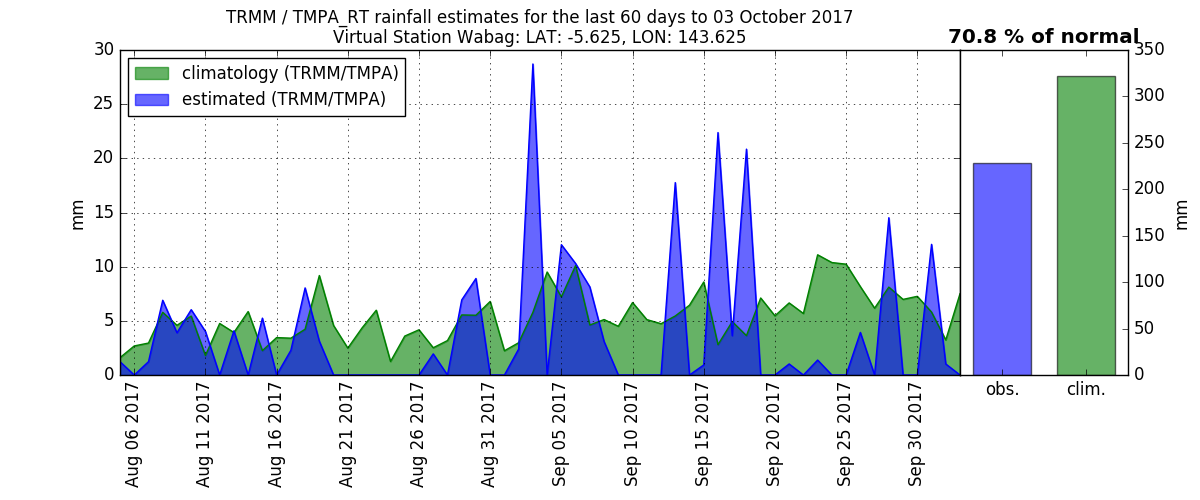 TRMM / TMPA_RT rainfall estimates for the last 60 days to 03 October 2017
Virtual Station Wabag: LAT: -5.625, LON: 143.625
70.8 % of normal
climatology (TRMM/TMPA)
estimated (TRMM/TMPA)
30
25
20
15
10
5
0
mm
350
300
250
200
150
100
50
0
mm
Aug 06 2017
Aug 11 2017
Aug 16 2017
Aug 21 2017
Aug 26 2017
Aug 31 2017
Sep 05 2017
Sep 10 2017
Sep 15 2017
Sep 20 2017
Sep 25 2017
Sep 30 2017
obs.
clim.